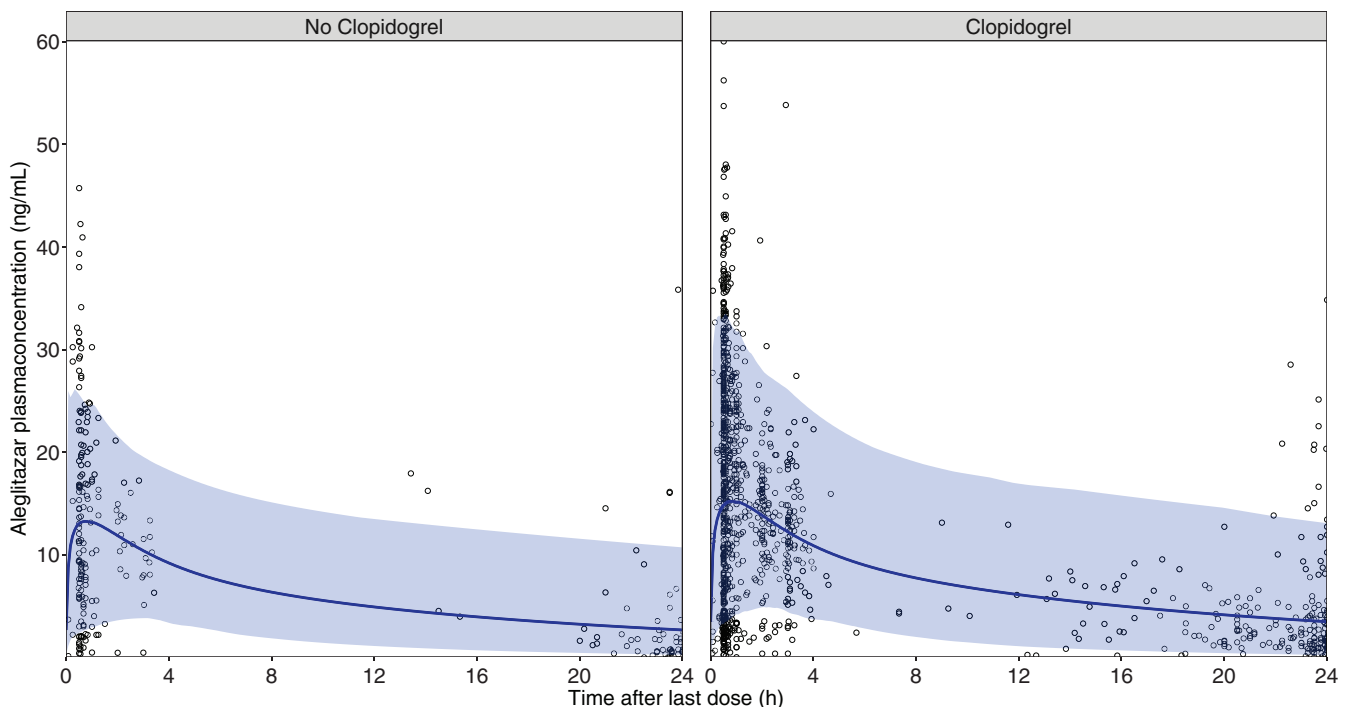 No Clopidogrel
Clopidogrel
Aleglitazar plasmaconcentration (ng/mL)
60
50
40
30
20
10
0 4 8 12 16 20 24
0 4 8 12 16 20 24
Time after last dose (h)